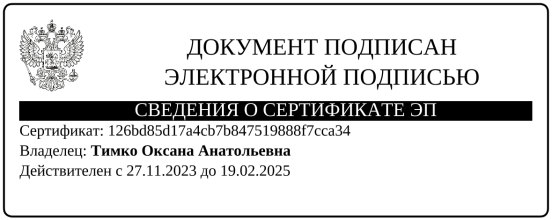 ДОКУМЕНТ ПОДПИСАН
ЭЛЕКТРОННОЙ ПОДПИСЬЮ
СВЕДЕНИЯ О СЕРТИФИКАТЕ ЭП
Сертификат: 126bd85d17a4cb7b847519888f7cca34
Владелец: Тимко Оксана Анатольевна
Действителен с 27.11.2023 до 19.02.2025